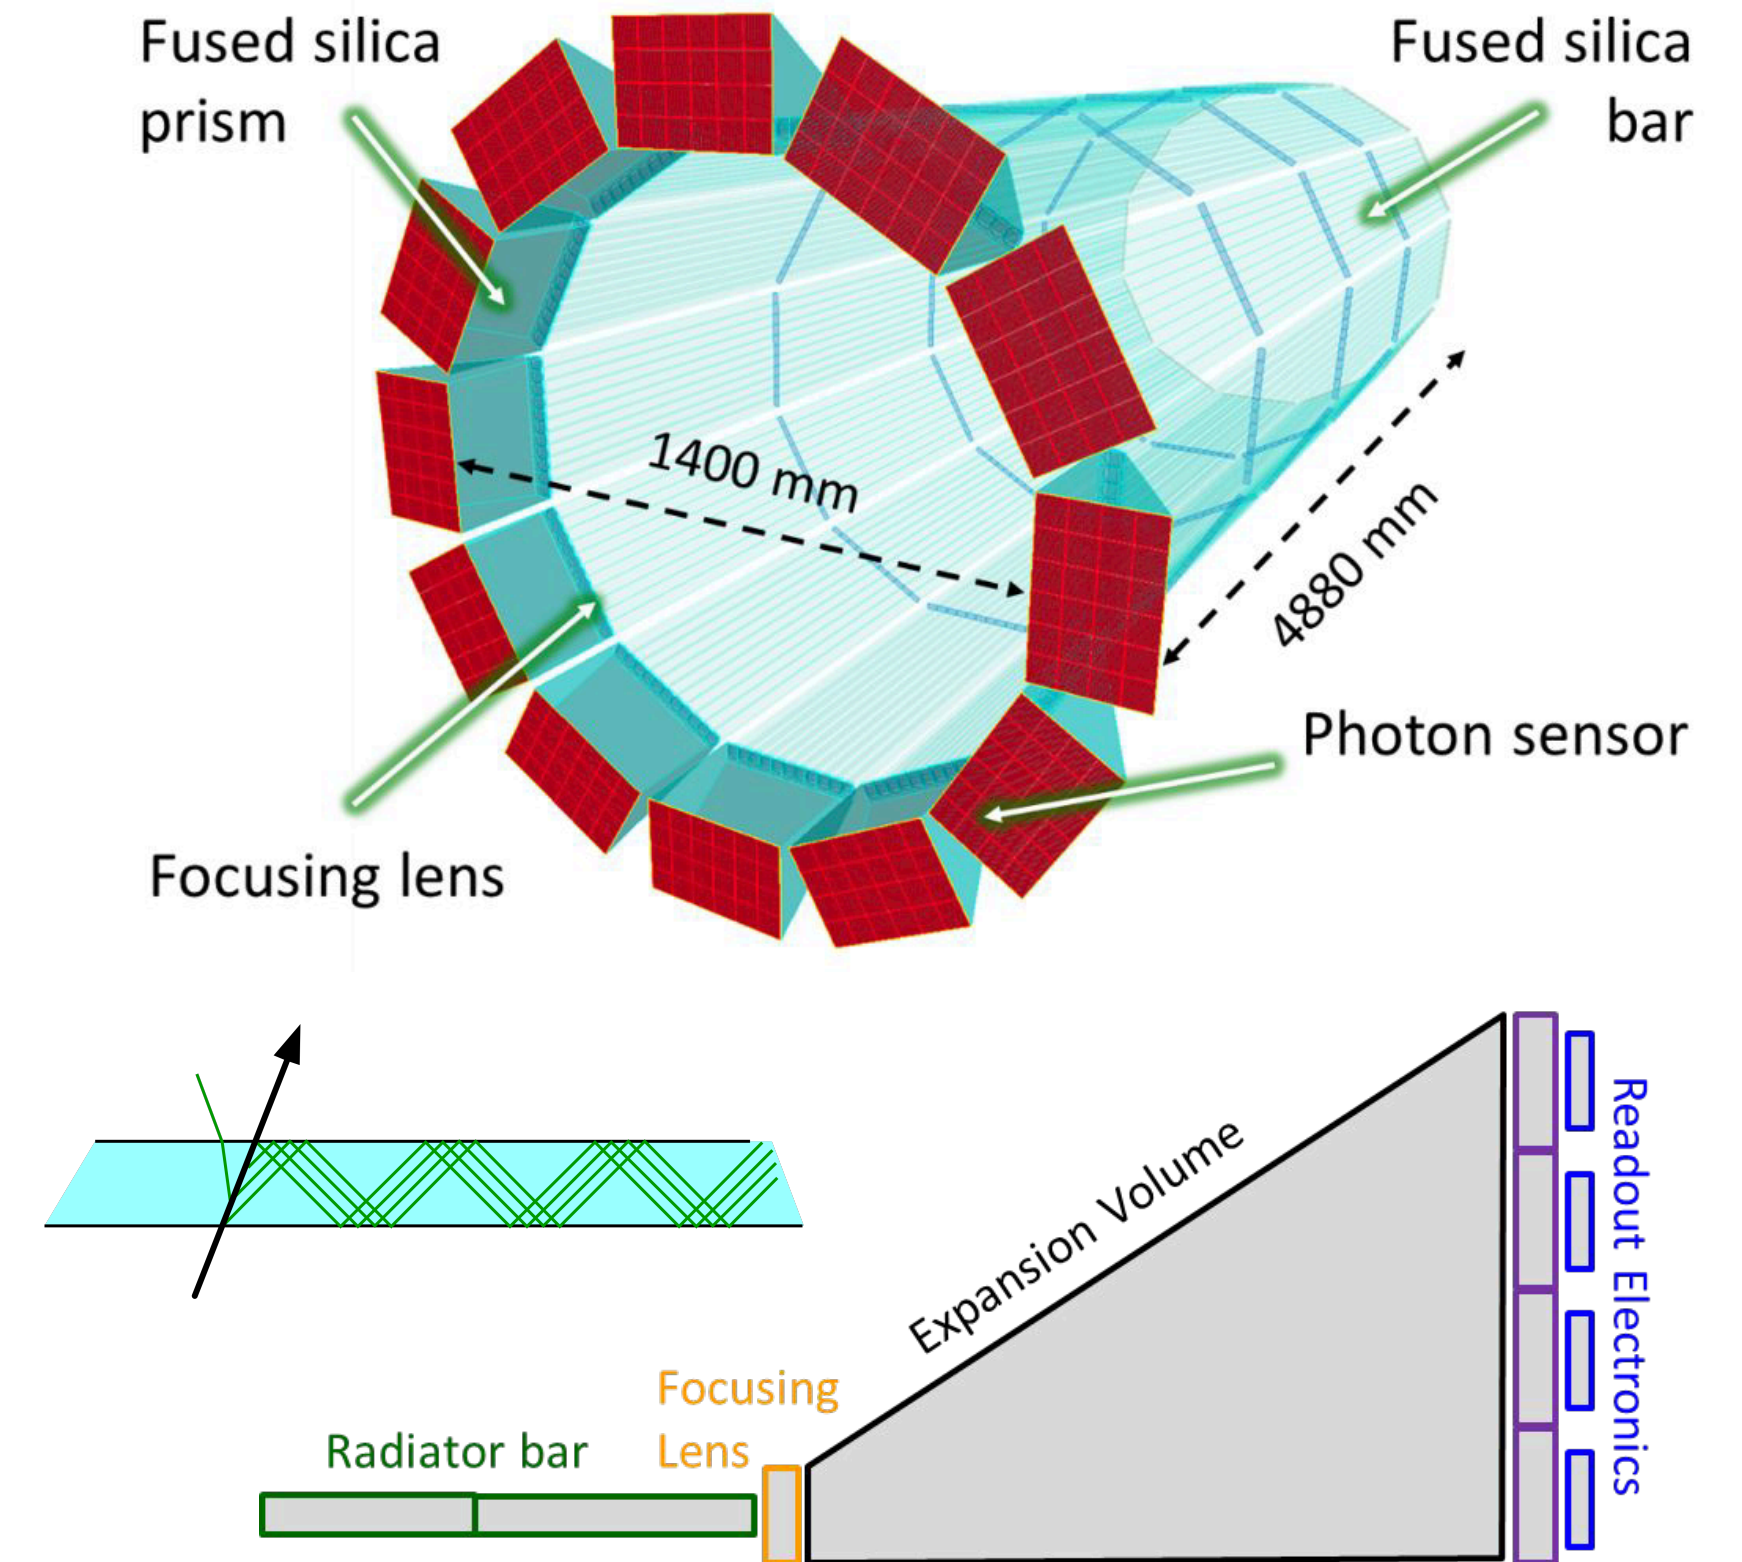 Fused silica
prism
Fused silica
bar
1400 mm
4880 mm
Photon sensor
Focusing lens
Expansion Volume
Readout Electronics
Focusing
Lens
Radiator bar